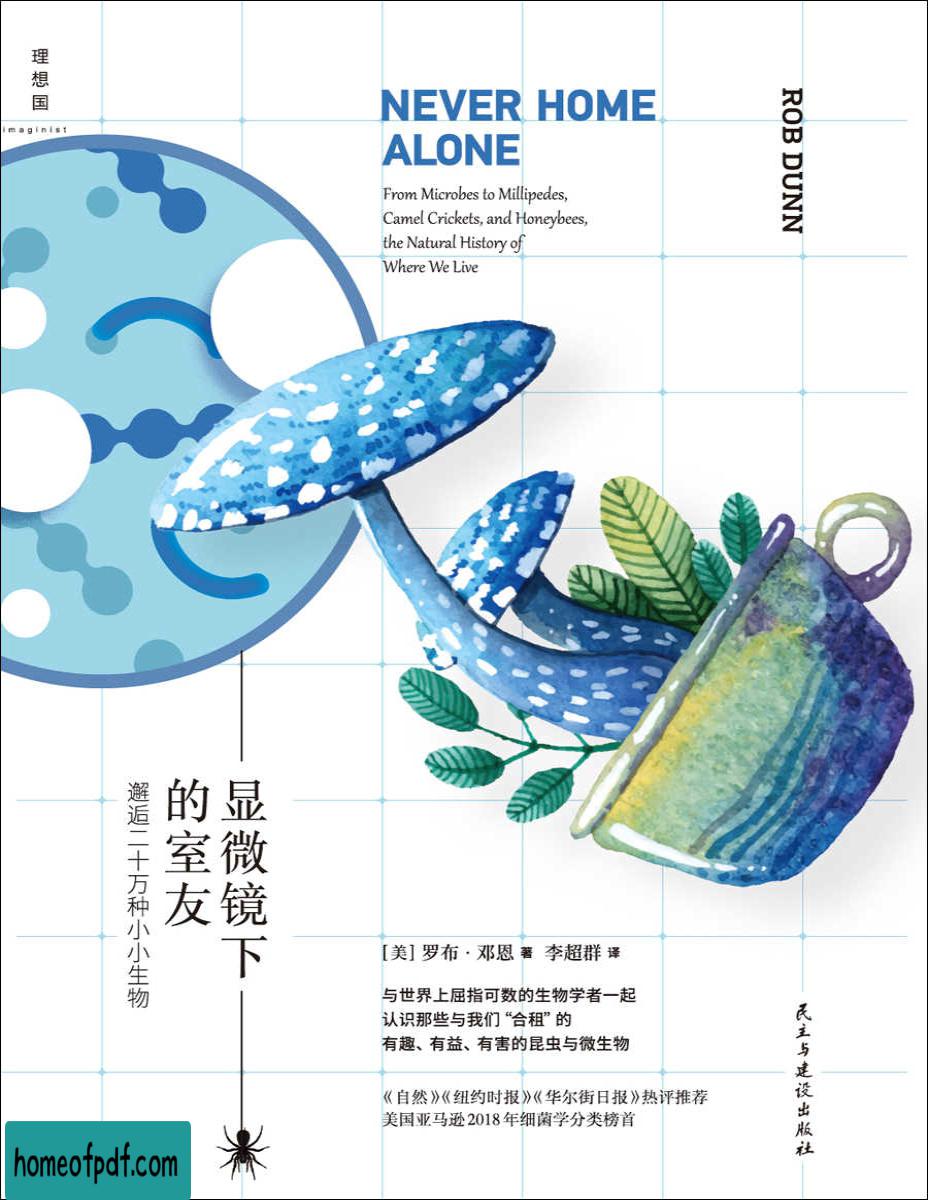 理想国
imaginist
NEVER HOME
ALONE
From Microbes to Millipedes,
Camel Crickets, and Honeybees,
the Natural History of
Where We Live
ROB DUNN
显微镜下
的室友
邂逅二十万种小小生物
[美] 罗布·邓恩 著 李超群 译
与世界上屈指可数的生物学者一起
认识那些与我们“合租”的
有趣、有益、有害的昆虫与微生物
《自然》《纽约时报》《华尔街日报》热评推荐
美国亚马逊2018年细菌学分类榜首
民主与建设出版社
homeofpdf.com